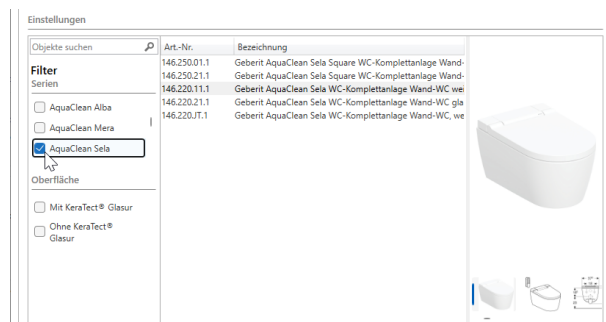 Einstellungen
Objekte suchen
Art.-Nr. Bezeichnung
146.250.01.1 Geberit AquaClean Sela Square WC-Komplettanlage Wand-
146.250.21.1 Geberit AquaClean Sela Square WC-Komplettanlage Wand-
146.220.11.1 Geberit AquaClean Sela WC-Komplettanlage Wand-WC wei
146.220.21.1 Geberit AquaClean Sela WC-Komplettanlage Wand-WC gla
146.220.JT.1 Geberit AquaClean Sela WC-Komplettanlage Wand-WC, we
Filter
Serien
AquaClean Alba
AquaClean Mera
AquaClean Sela
Oberfläche
Mit KeraTect® Glasur
Ohne KeraTect®
Glasur